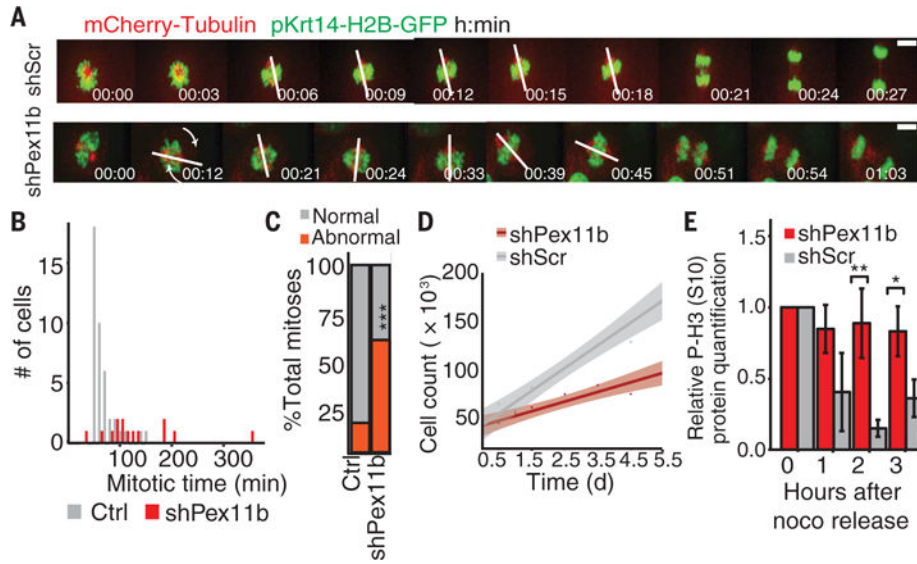 A
mCherry-Tubulin pKrt14-H2B-GFP h:min
shScr
00:00 00:03 00:06 00:09 00:12 00:15 00:18 00:21 00:24 00:27
shPex11b
00:00 00:12 00:21 00:24 00:33 00:39 00:45 00:51 00:54 01:03
B
# of cells
15
10
5
0
100 200 300
Mitotic time (min)
Ctrl shPex11b
C
Normal
Abnormal
%Total mitoses
100
75
50
25
***
Ctrl
shPex11b
D
shPex11b
shScr
Cell count ( × 10³)
200
150
100
50
0.5 1.5 2.5 3.5 4.5 5.5
Time (d)
E
shPex11b
shScr
Relative P-H3 (S10)
protein quantification
1.0
0.5
0.0
** *
0 1 2 3
Hours after
noco release